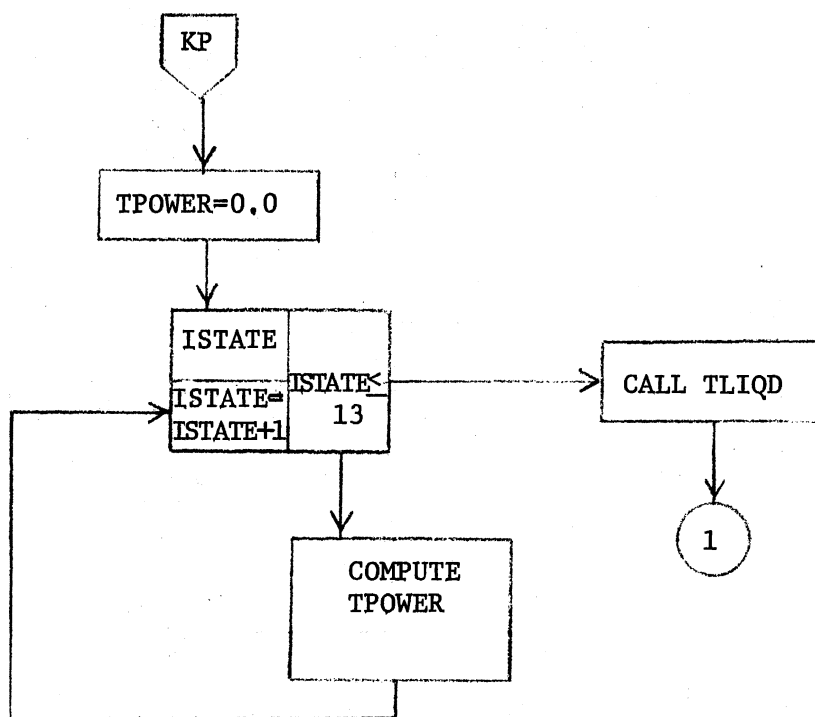 KP
TPOWER=0.0
ISTATE
ISTATE=
ISTATE+1
ISTATE≤
13
CALL TLIQD
1
COMPUTE
TPOWER